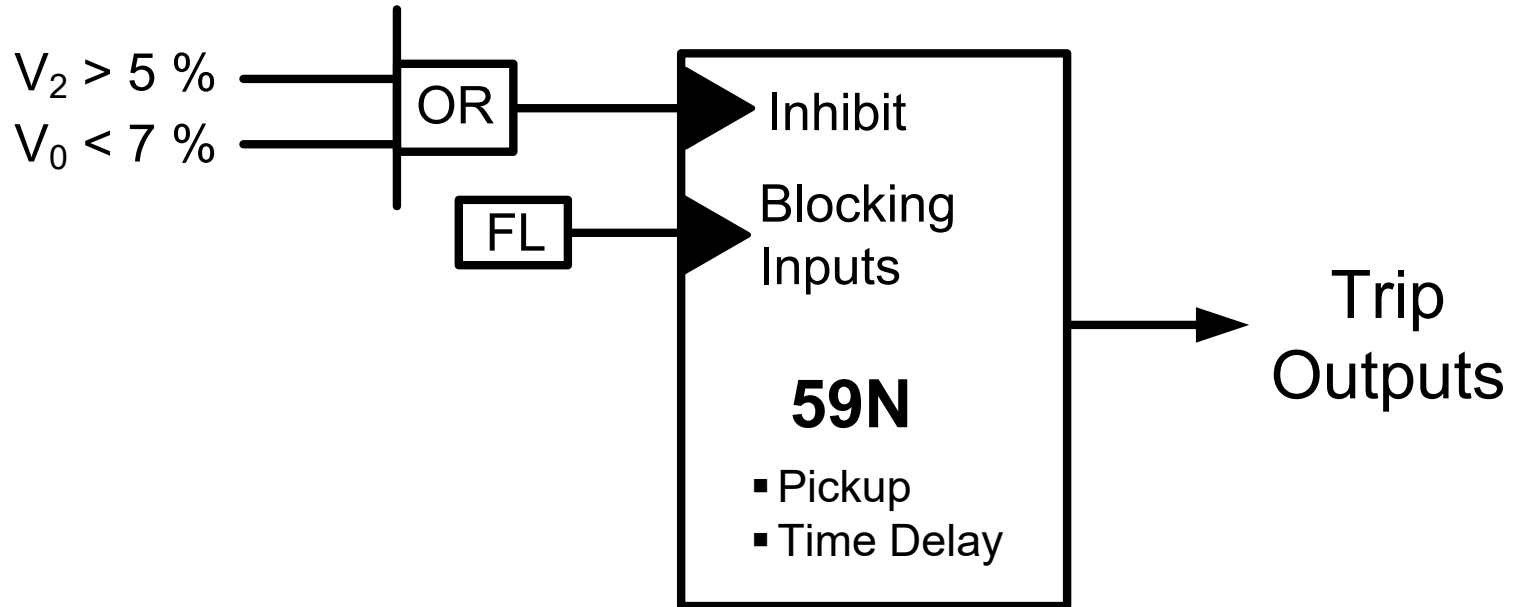 V₂ > 5 %
V₀ < 7 %
OR
Inhibit
FL
Blocking
Inputs
59N
▪ Pickup
▪ Time Delay
Trip
Outputs